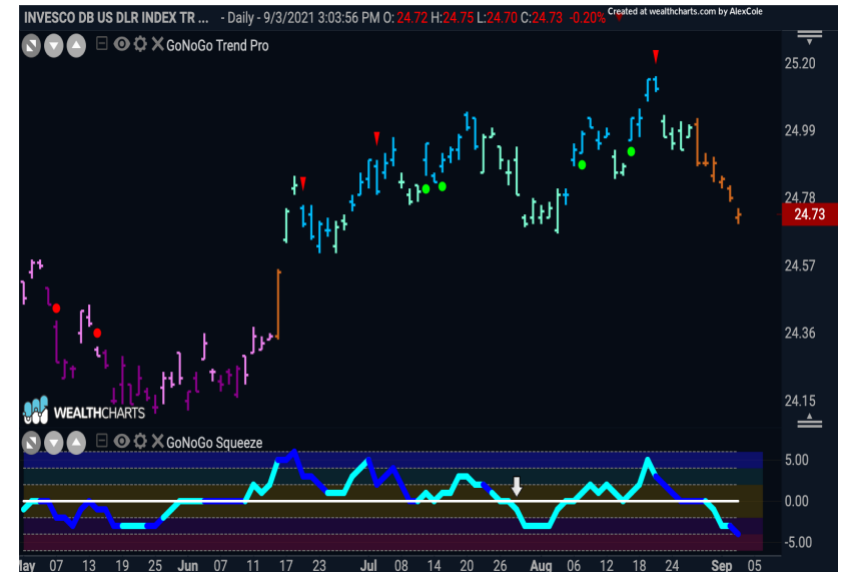 INVESCO DB US DLR INDEX TR ... - Daily - 9/3/2021 3:03:56 PM O: 24.72 H:24.75 L:24.70 C:24.73 -0.20%
Created at wealthcharts.com by AlexCole
GoNoGo Trend Pro
25.20
24.99
24.78
24.73
24.57
24.36
24.15
WEALTHCHARTS
GoNoGo Squeeze
5.00
0.00
-5.00
lay 07 13 19 25 Jun 07 11 17 23 Jul 08 14 20 26 Aug 06 12 18 24 Sep 05